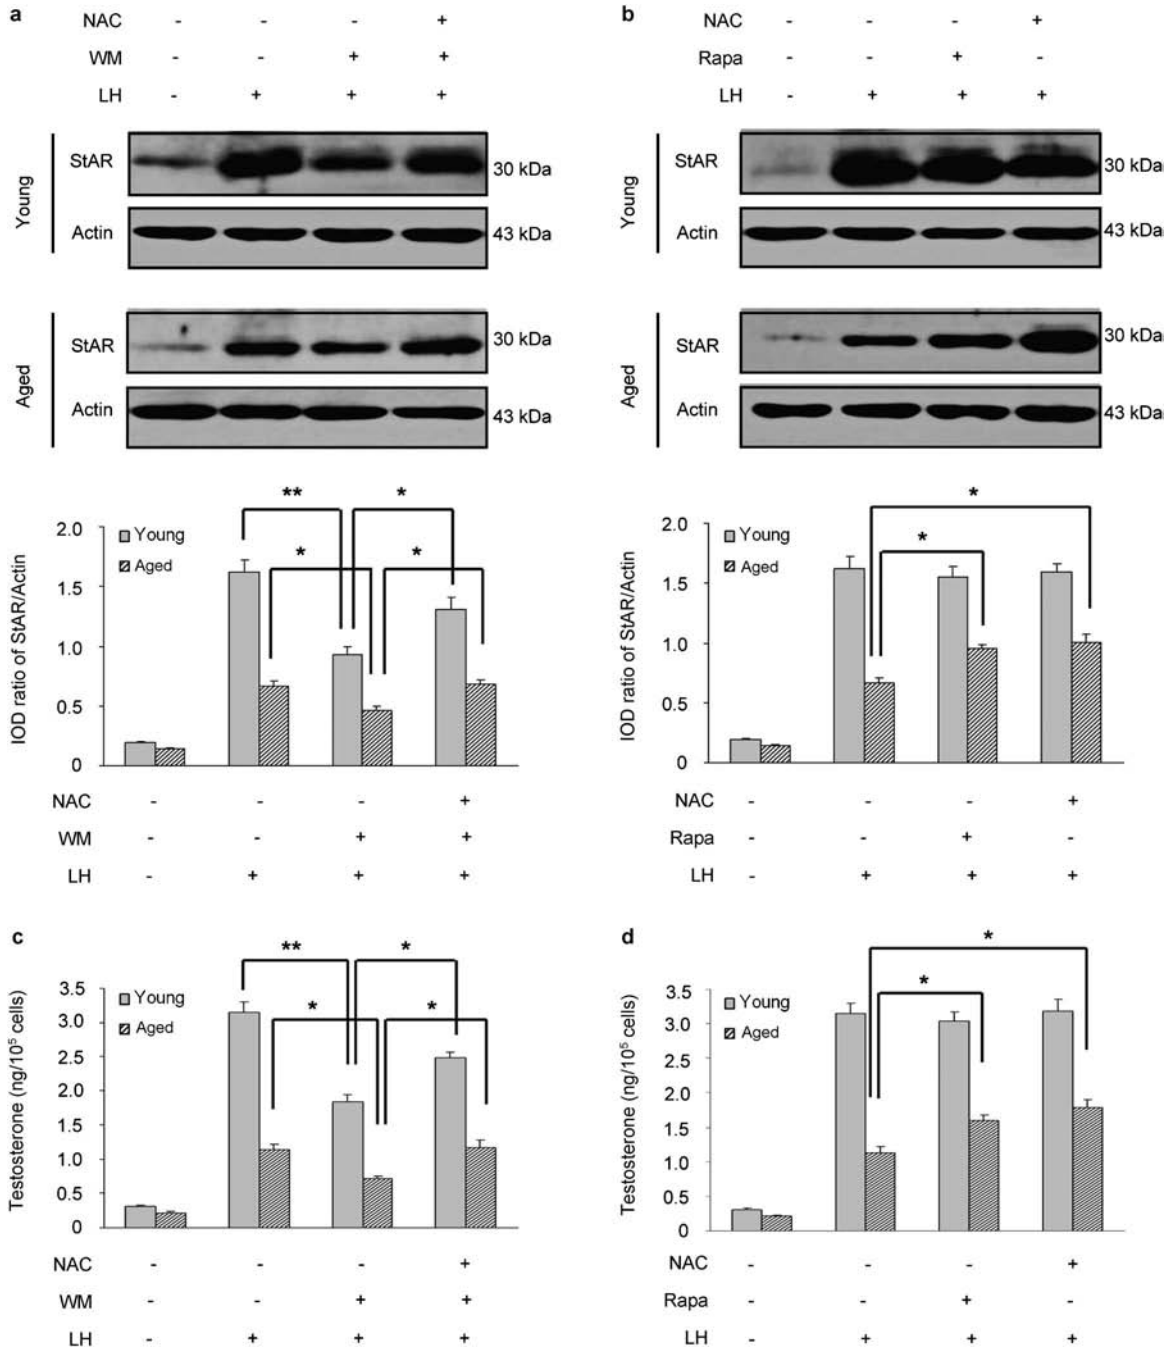 a
NAC - - - +
WM - - + +
LH - + + +
Young
StAR 30 kDa
Actin 43 kDa
Aged
StAR 30 kDa
Actin 43 kDa
b
NAC - - - +
Rapa - - + -
LH - + + +
Young
StAR 30 kDa
Actin 43 kDa
Aged
StAR 30 kDa
Actin 43 kDa
IOD ratio of StAR/Actin
2.0
1.5
1.0
0.5
0
Young
Aged
** *
* *
NAC - - - +
WM - - + +
LH - + + +
IOD ratio of StAR/Actin
2.0
1.5
1.0
0.5
0
Young
Aged
*
*
NAC - - - +
Rapa - - + -
LH - + + +
c
Testosterone (ng/10⁵ cells)
3.5
3.0
2.5
2.0
1.5
1.0
0.5
0
Young
Aged
** *
* *
NAC - - - +
WM - - + +
LH - + + +
d
Testosterone (ng/10⁵ cells)
3.5
3.0
2.5
2.0
1.5
1.0
0.5
0
Young
Aged
*
*
NAC - - - +
Rapa - - + -
LH - + + +